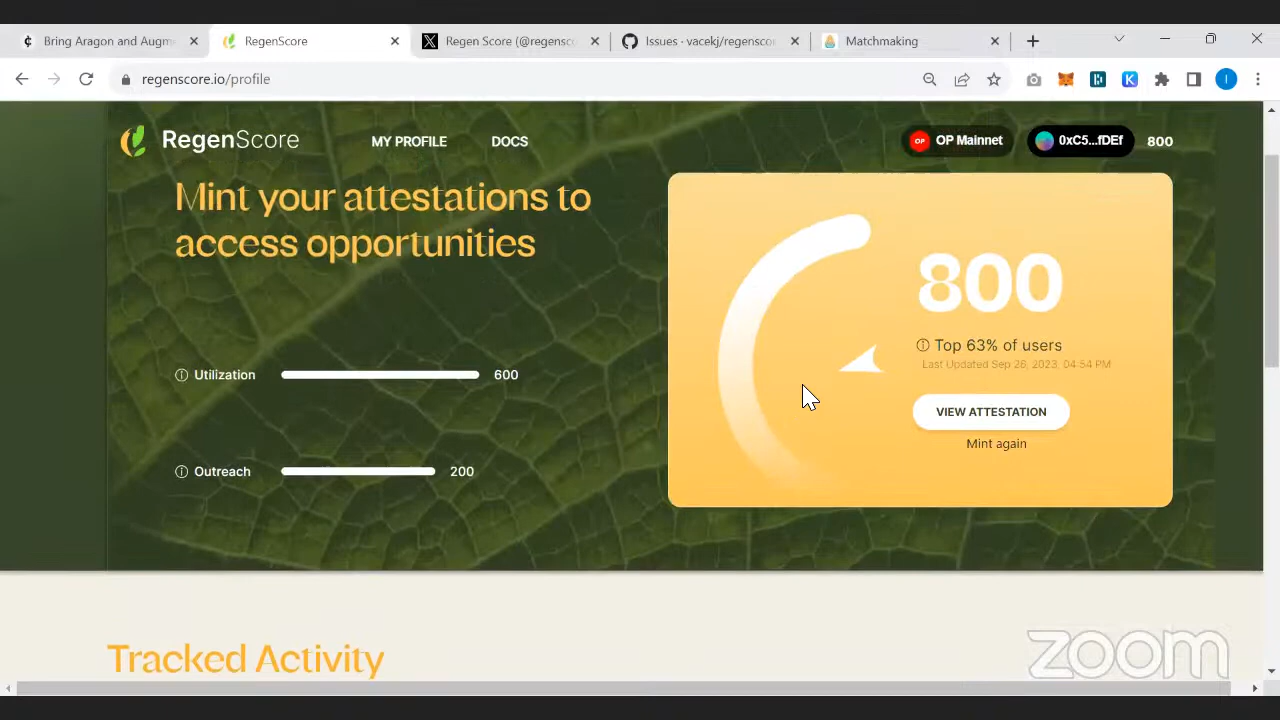 Bring Aragon and Augm
RegenScore
Regen Score (@regensc
Issues · vacekj/regenscor
Matchmaking
regenscore.io/profile
RegenScore
MY PROFILE
DOCS
OP
OP Mainnet
0xC5...fDEf
800
Mint your attestations to
access opportunities
Utilization
600
Outreach
200
800
Top 63% of users
Last Updated Sep 26, 2023, 04:54 PM
VIEW ATTESTATION
Mint again
Tracked Activity
zoom